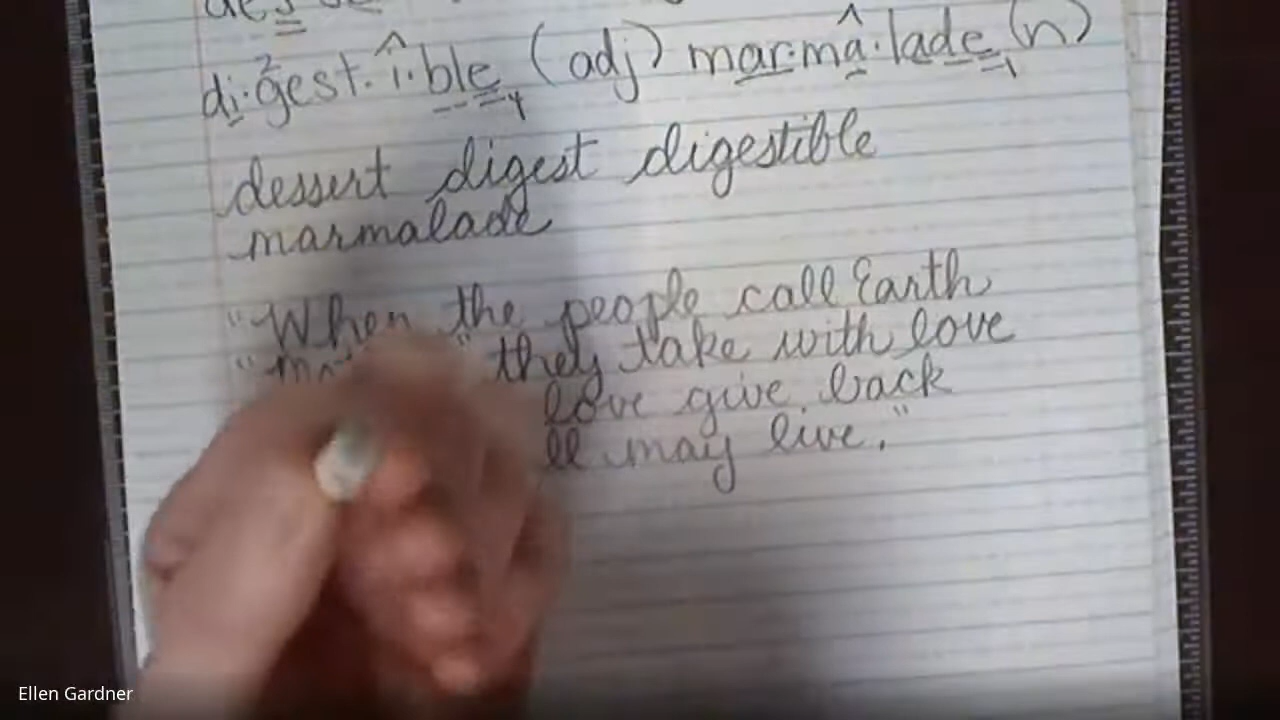 di·gest·i·ble (adj) mar·ma·lade (n)
dessert digest digestible
marmalade
"When the people call Earth
they take with love
love give back
may live."
Ellen Gardner